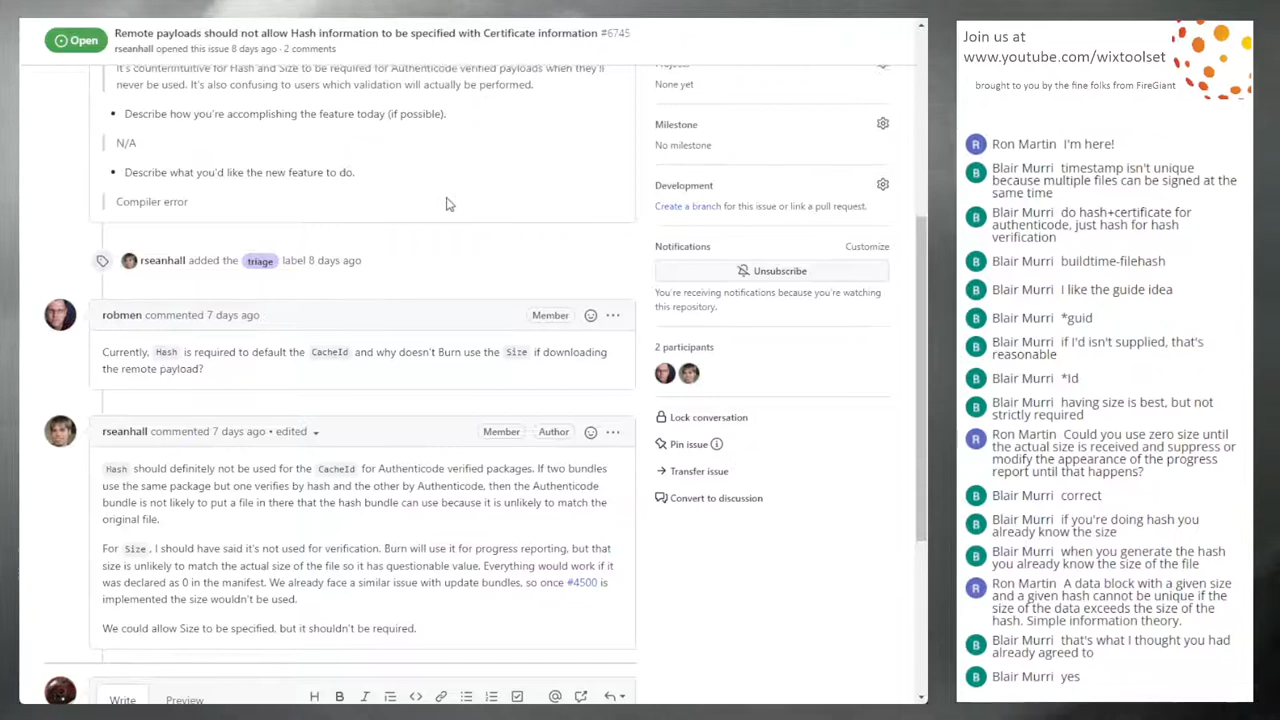 Open
Remote payloads should not allow Hash information to be specified with Certificate information #6745
rseanhall opened this issue 8 days ago · 2 comments
It's counterintuitive for Hash and Size to be required for Authenticode verified payloads when they'll
never be used. It's also confusing to users which validation will actually be performed.
• Describe how you're accomplishing the feature today (if possible).
N/A
• Describe what you'd like the new feature to do.
Compiler error
rseanhall added the triage label 8 days ago
robmen commented 7 days ago
Member
Currently, Hash is required to default the CacheId and why doesn't Burn use the Size if downloading
the remote payload?
rseanhall commented 7 days ago • edited
Member
Author
Hash should definitely not be used for the CacheId for Authenticode verified packages. If two bundles
use the same package but one verifies by hash and the other by Authenticode, then the Authenticode
bundle is not likely to put a file in there that the hash bundle can use because it is unlikely to match the
original file.
For Size, I should have said it's not used for verification. Burn will use it for progress reporting, but that
size is unlikely to match the actual size of the file so it has questionable value. Everything would work if it
was declared as 0 in the manifest. We already face a similar issue with update bundles, so once #4500 is
implemented the size wouldn't be used.
We could allow Size to be specified, but it shouldn't be required.
Write
Preview
None yet
Milestone
No milestone
Development
Create a branch for this issue or link a pull request.
Notifications
Customize
Unsubscribe
You're receiving notifications because you're watching
this repository.
2 participants
Lock conversation
Pin issue
Transfer issue
Convert to discussion
Join us at
www.youtube.com/wixtoolset
brought to you by the fine folks from FireGiant
R Ron Martin I'm here!
B Blair Murri timestamp isn't unique
because multiple files can be signed at the
same time
B Blair Murri do hash+certificate for
authenticode, just hash for hash
verification
B Blair Murri buildtime-filehash
B Blair Murri I like the guide idea
B Blair Murri *guid
B Blair Murri if I'd isn't supplied, that's
reasonable
B Blair Murri *Id
B Blair Murri having size is best, but not
strictly required
R Ron Martin Could you use zero size until
the actual size is received and suppress or
modify the appearance of the progress
report until that happens?
B Blair Murri correct
B Blair Murri if you're doing hash you
already know the size
B Blair Murri when you generate the hash
you already know the size of the file
R Ron Martin A data block with a given size
and a given hash cannot be unique if the
size of the data exceeds the size of the
hash. Simple information theory.
B Blair Murri that's what I thought you had
already agreed to
B Blair Murri yes